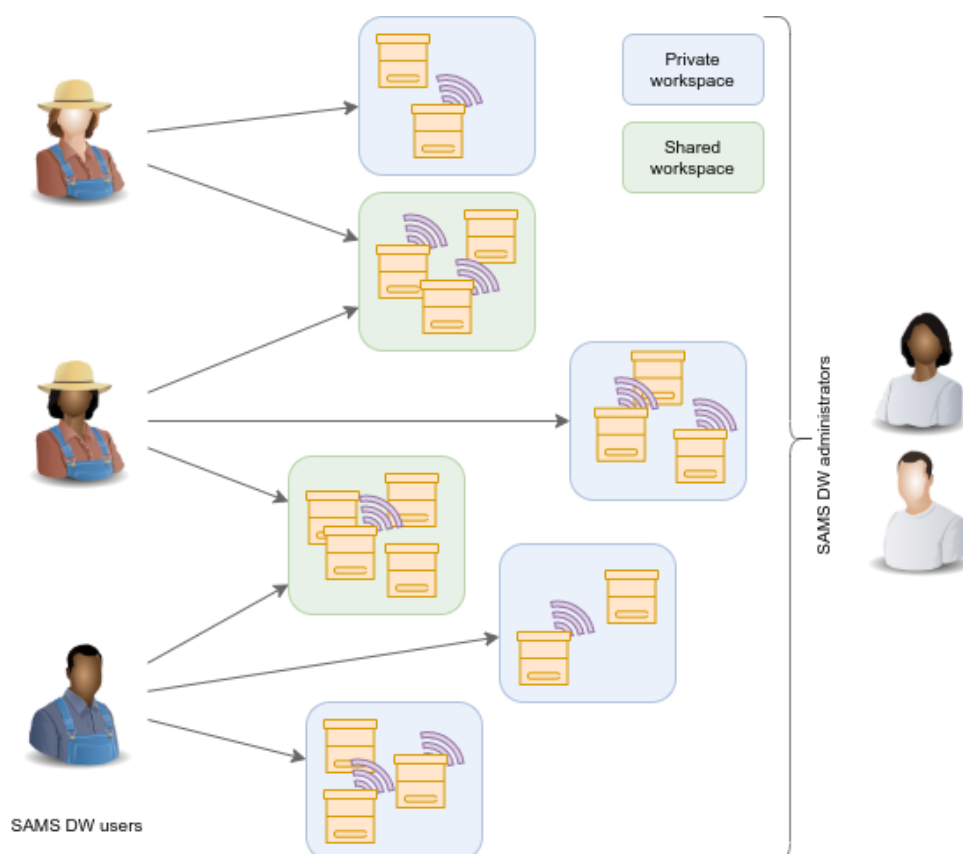 Private
workspace
Shared
workspace
SAMS DW administrators
SAMS DW users